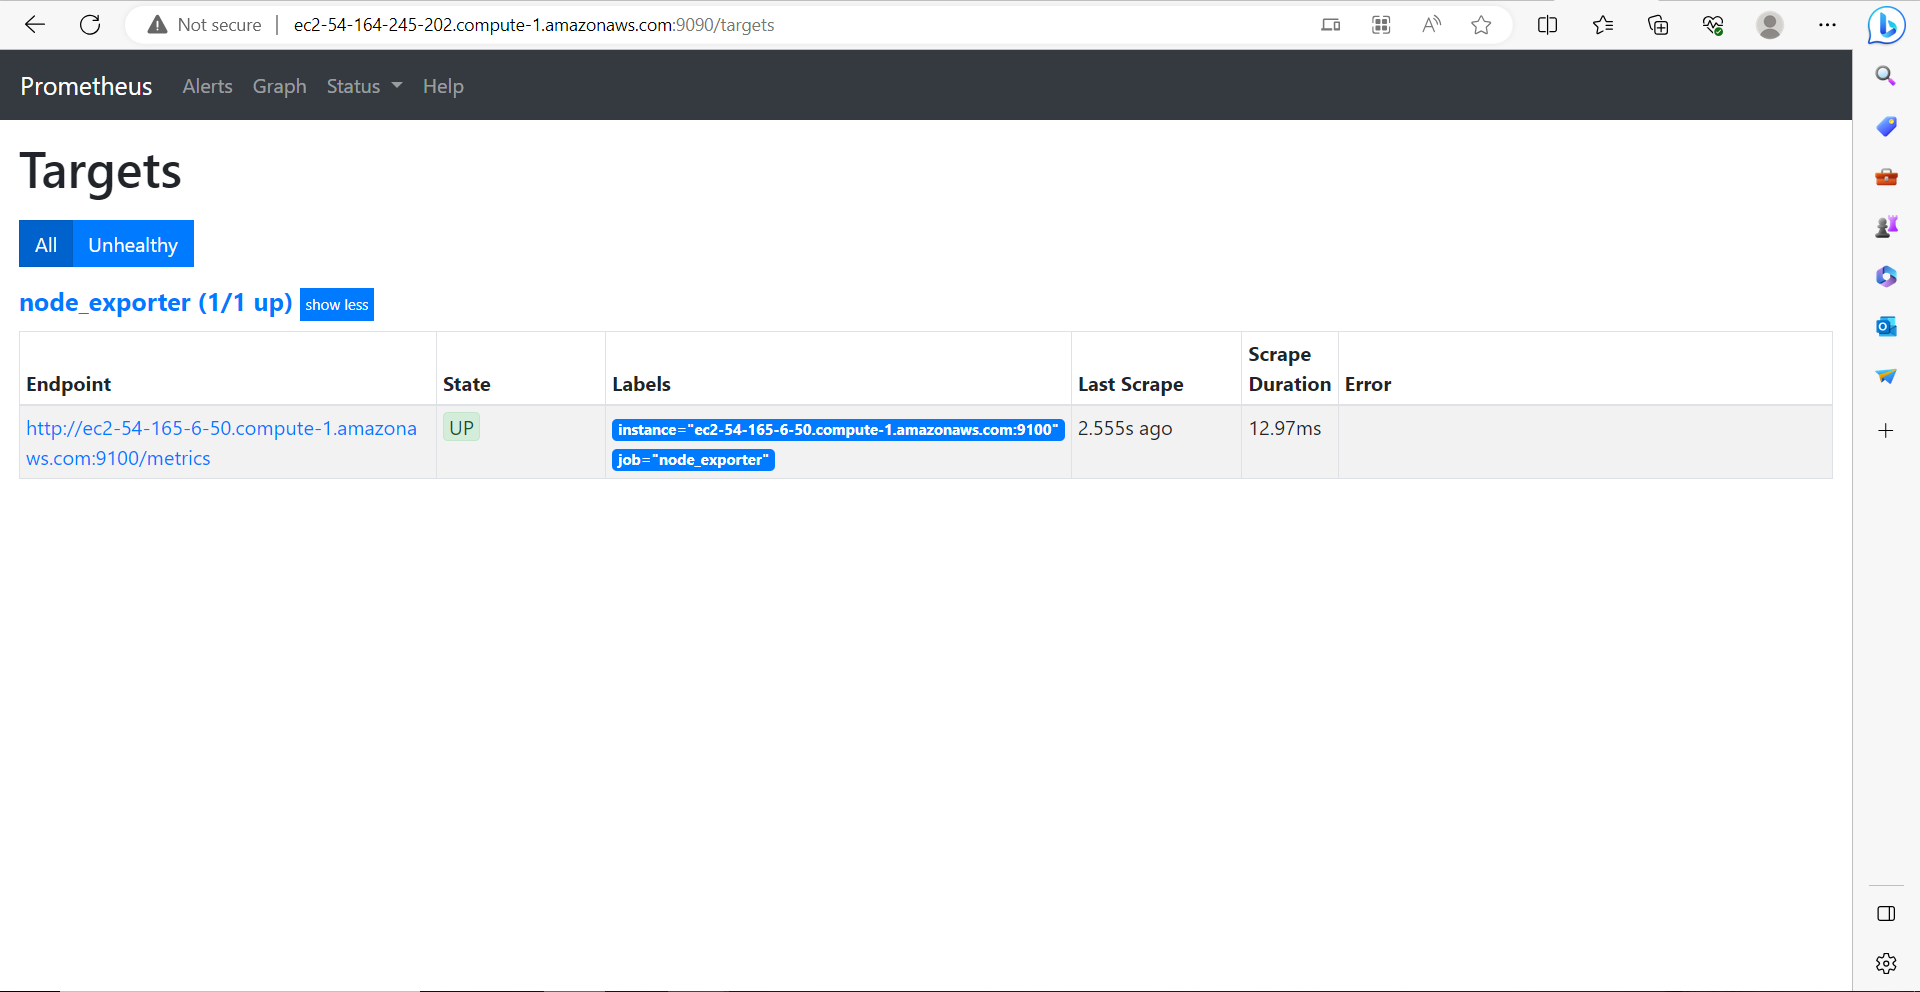 Not secure
ec2-54-164-245-202.compute-1.amazonaws.com:9090/targets
Prometheus Alerts Graph Status Help
Targets
All Unhealthy
node_exporter (1/1 up) show less
Endpoint State Labels Last Scrape Scrape Duration Error
http://ec2-54-165-6-50.compute-1.amazona
ws.com:9100/metrics
UP
instance="ec2-54-165-6-50.compute-1.amazonaws.com:9100"
job="node_exporter"
2.555s ago
12.97ms